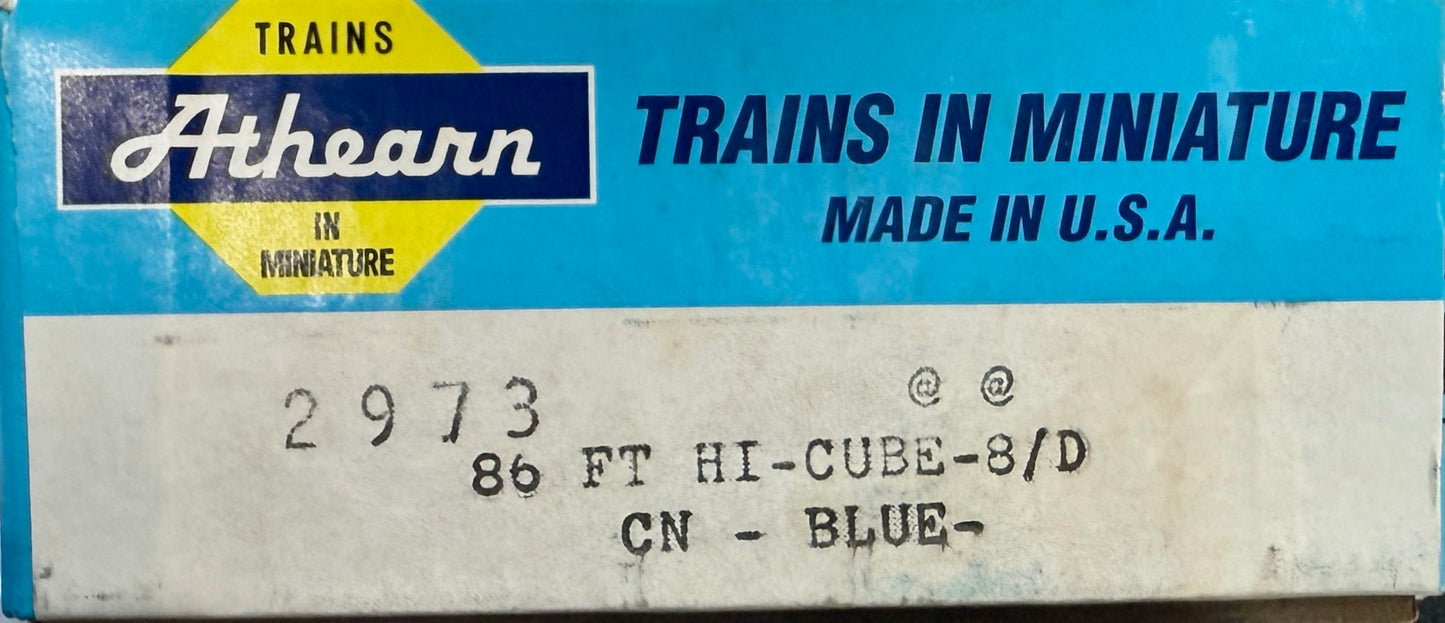 TRAINS
Athearn
IN
MINIATURE
TRAINS IN MINIATURE
MADE IN U.S.A.
2973
@ @
86 FT HI-CUBE-8/D
CN - BLUE-